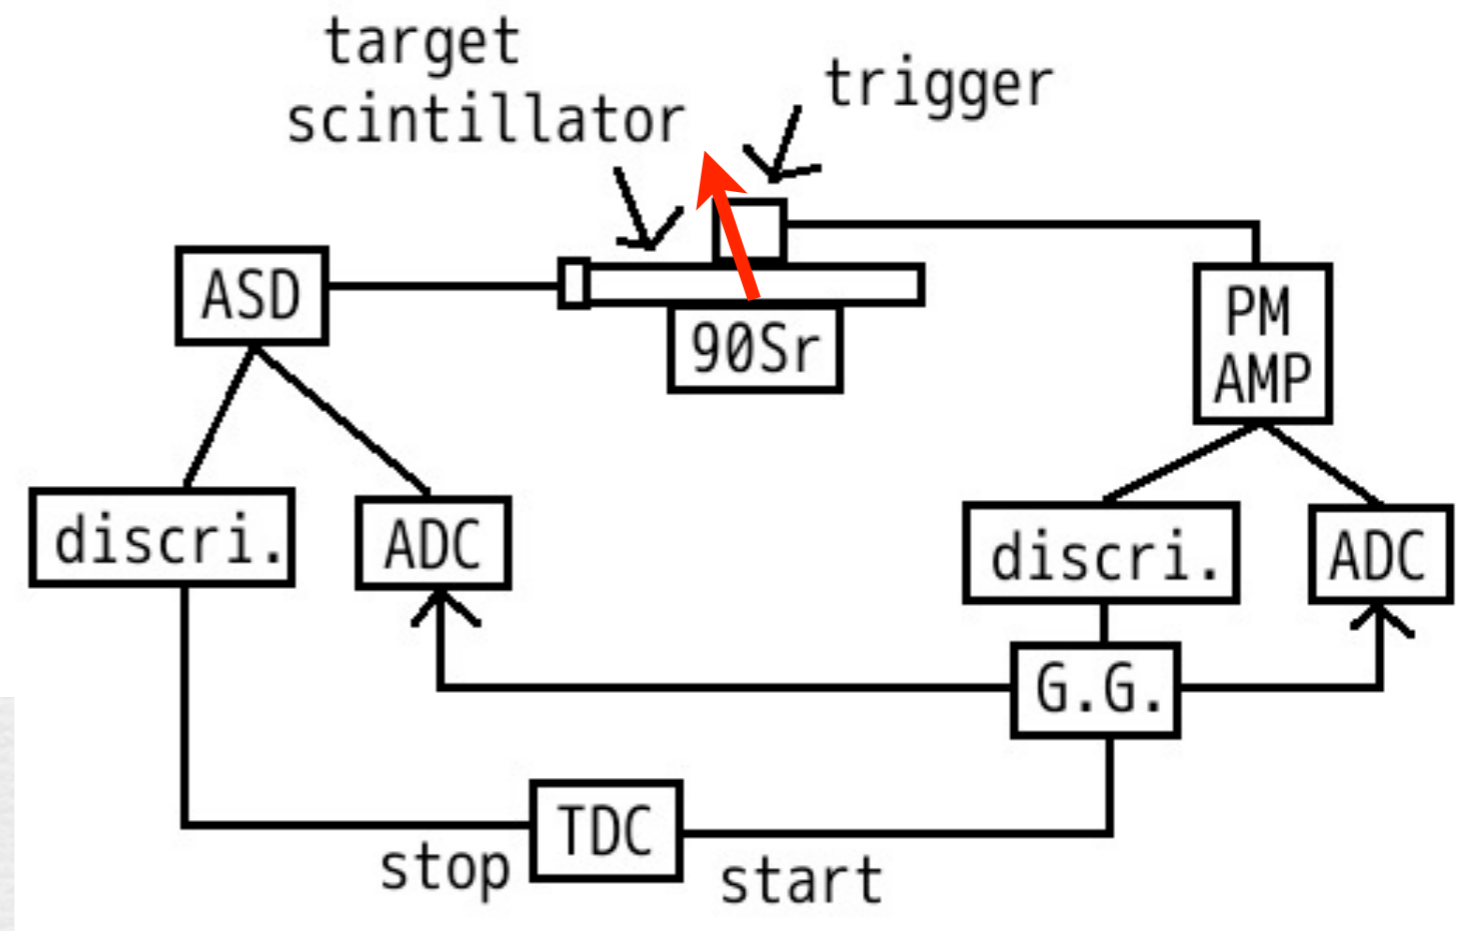 target
scintillator
trigger
ASD
90Sr
PM
AMP
discri.
ADC
discri.
ADC
G.G.
TDC
stop
start